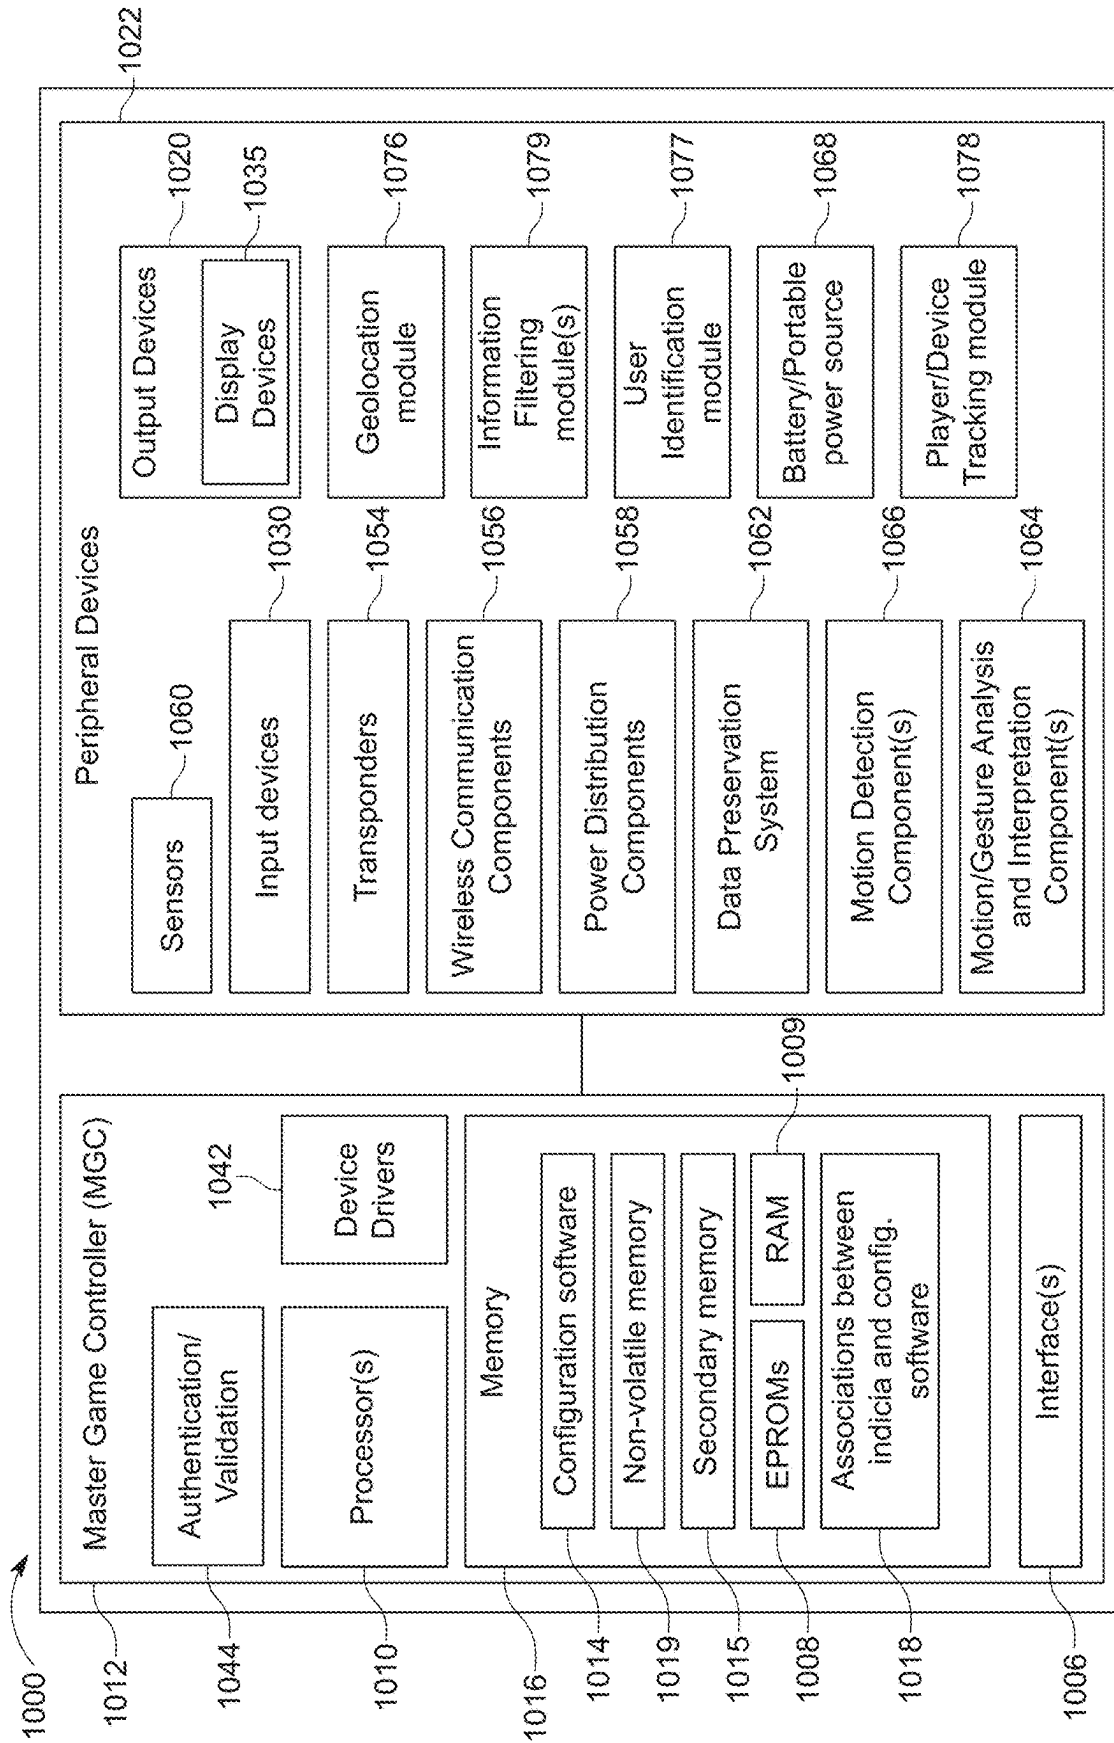 1000
1012
Master Game Controller (MGC)
1044
Authentication/
Validation
1042
1010
Processor(s)
Device
Drivers
1016
Memory
1014
Configuration software
1019
Non-volatile memory
1015
Secondary memory
1008
EPROMs
RAM
1009
1018
Associations between
indicia and config.
software
1006
Interface(s)
Peripheral Devices
1022
Sensors
1060
Input devices
1030
Transponders
1054
Wireless Communication
Components
1056
Power Distribution
Components
1058
Data Preservation
System
1062
Motion Detection
Component(s)
1066
Motion/Gesture Analysis
and Interpretation
Component(s)
1064
Output Devices
1020
Display
Devices
1035
Geolocation
module
1076
Information
Filtering
module(s)
1079
User
Identification
module
1077
Battery/Portable
power source
1068
Player/Device
Tracking module
1078